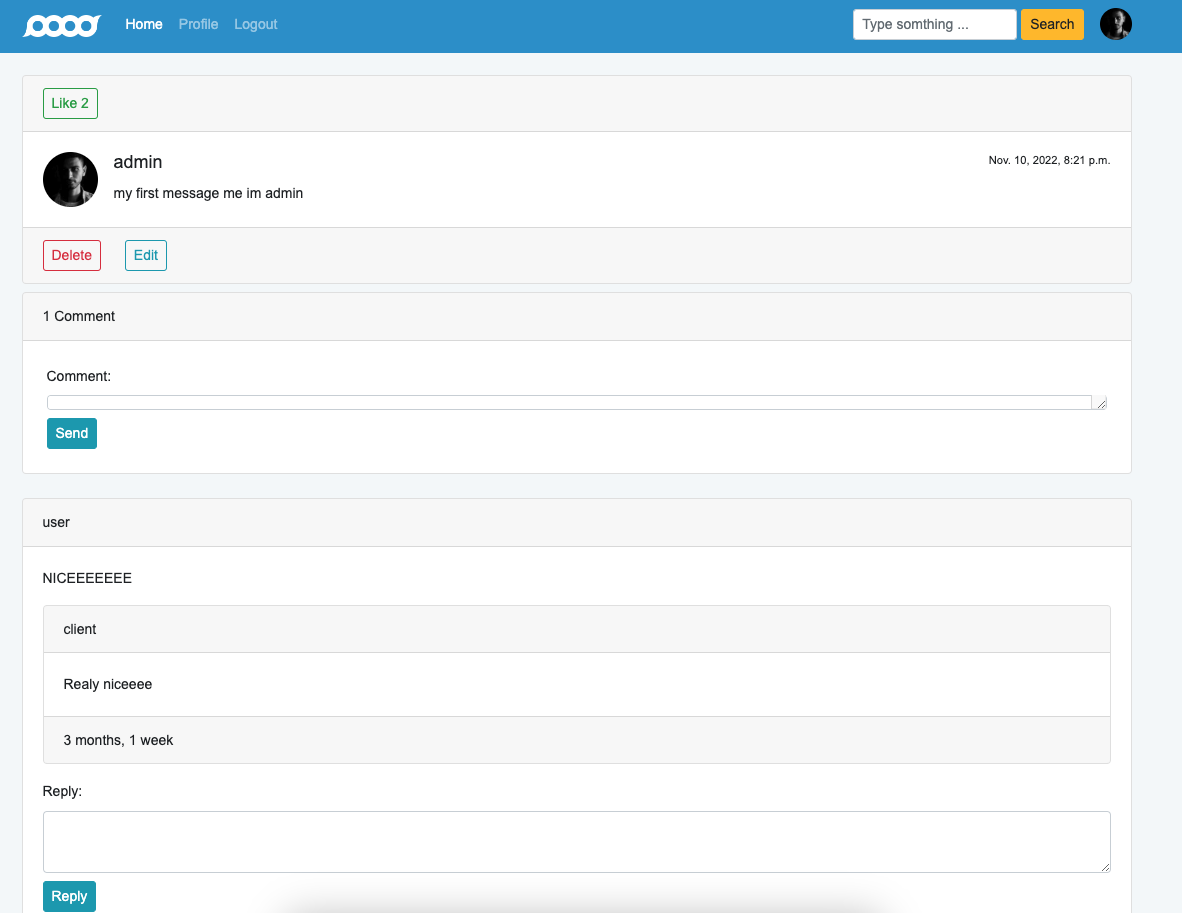 Home Profile Logout Type somthing ... Search
Like 2
admin Nov. 10, 2022, 8:21 p.m.
my first message me im admin
Delete Edit
1 Comment
Comment:
Send
user
NICEEEEEEE
client
Realy niceeee
3 months, 1 week
Reply:
Reply